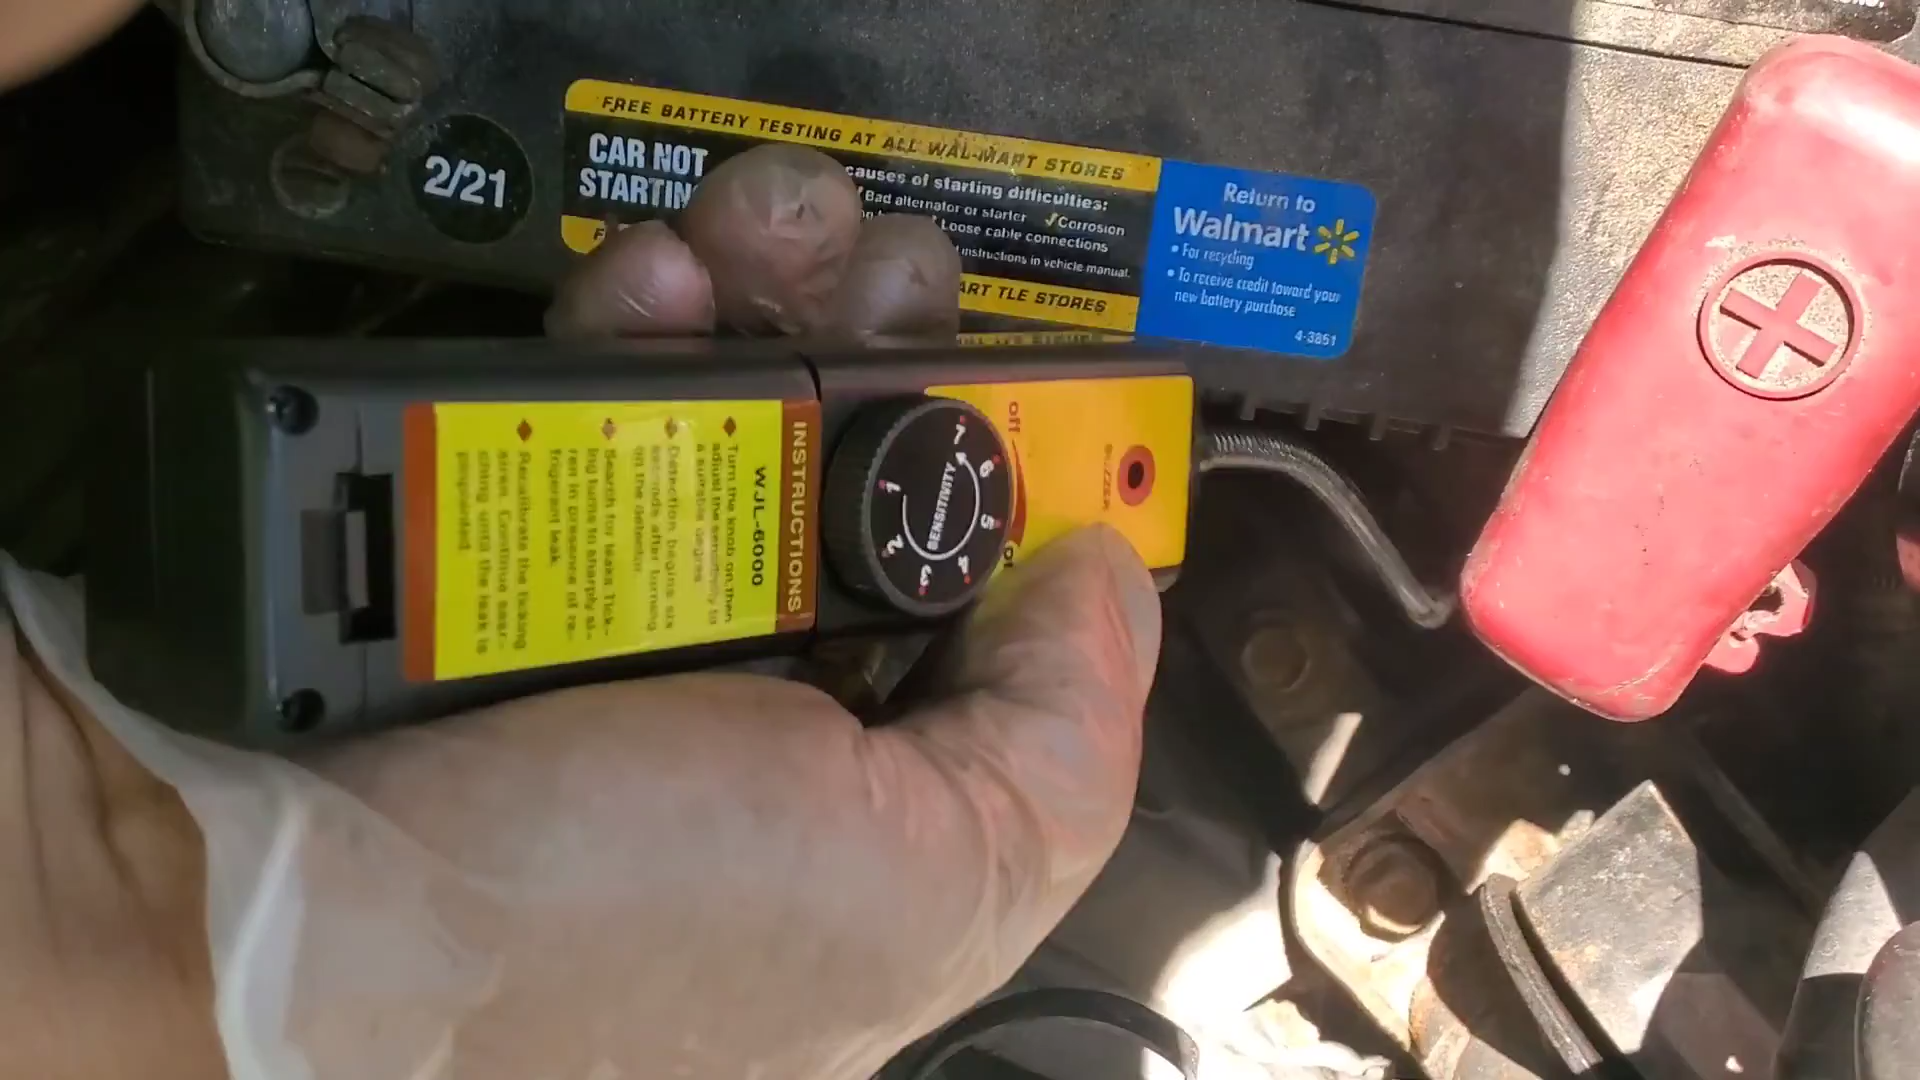 2/21
FREE BATTERY TESTING AT ALL WAL-MART STORES
CAR NOT
STARTIN
causes of starting difficulties:
Bad alternator or starter ✓Corrosion
Loose cable connections
instructions in vehicle manual.
ART TLE STORES
Return to
Walmart
• For recycling
• To receive credit toward your
new battery purchase
4-3851
INSTRUCTIONS
WJL-6000
Turn the knob on, then
adjust the sensitivity to
a suitable degree.
Detection begins six
seconds after turning
on the detector.
Search for leaks. Tick-
ing turns to sharply si-
ren in presence of re-
frigerant leak.
Recalibrate the ticking
siren. Continue sear-
ching until the leak is
pinpointed.
SENSITIVITY
1
2
3
4
5
6
7
off
BUZZER